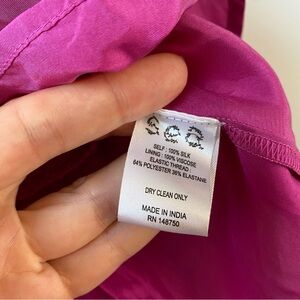 Sea
SELF : 100% SILK
LINING : 100% VISCOSE
ELASTIC THREAD :
64% POLYESTER 36% ELASTANE
DRY CLEAN ONLY
MADE IN INDIA
RN 148750